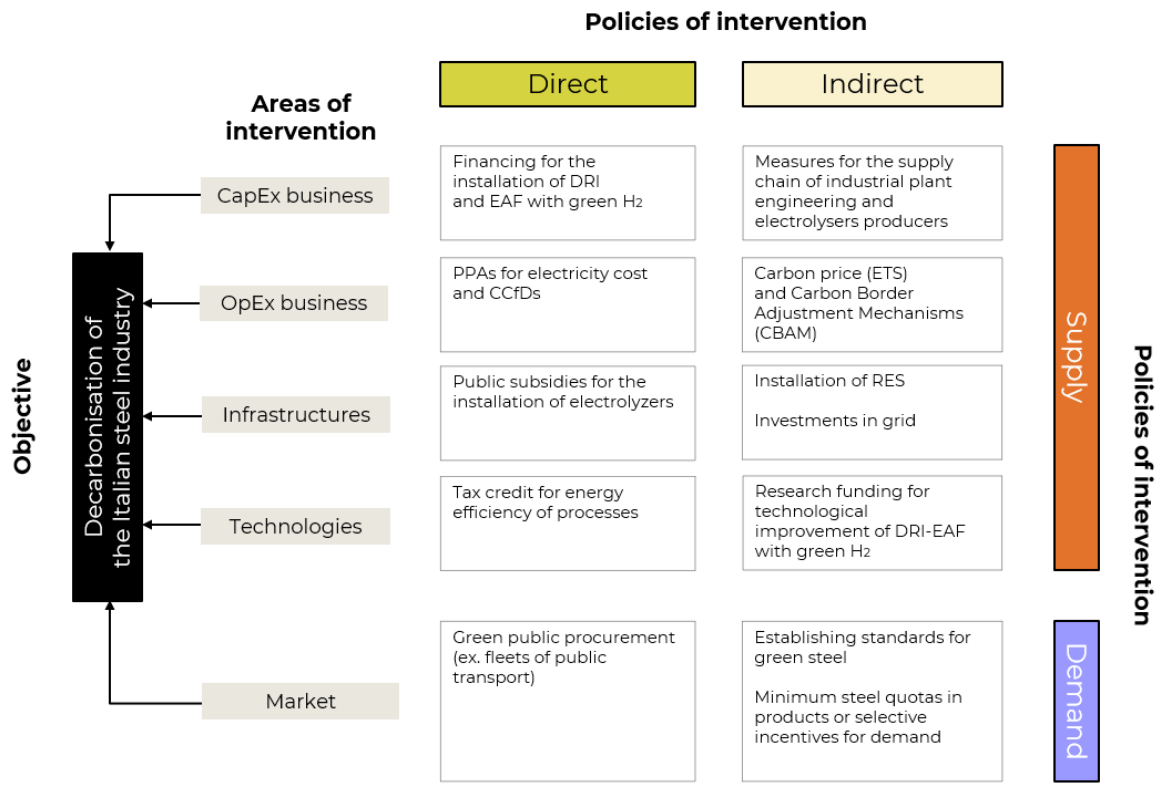 Policies of intervention
Direct
Indirect
Areas of
intervention
CapEx business
Financing for the
installation of DRI
and EAF with green H2
Measures for the supply
chain of industrial plant
engineering and
electrolysers producers
OpEx business
PPAs for electricity cost
and CCfDs
Carbon price (ETS)
and Carbon Border
Adjustment Mechanisms
(CBAM)
Infrastructures
Public subsidies for the
installation of electrolyzers
Installation of RES
Investments in grid
Technologies
Tax credit for energy
efficiency of processes
Research funding for
technological
improvement of DRI-EAF
with green H2
Market
Green public procurement
(ex. fleets of public
transport)
Establishing standards for
green steel
Minimum steel quotas in
products or selective
incentives for demand
Objective
Decarbonisation of
the Italian steel industry
Supply
Demand
Policies of intervention